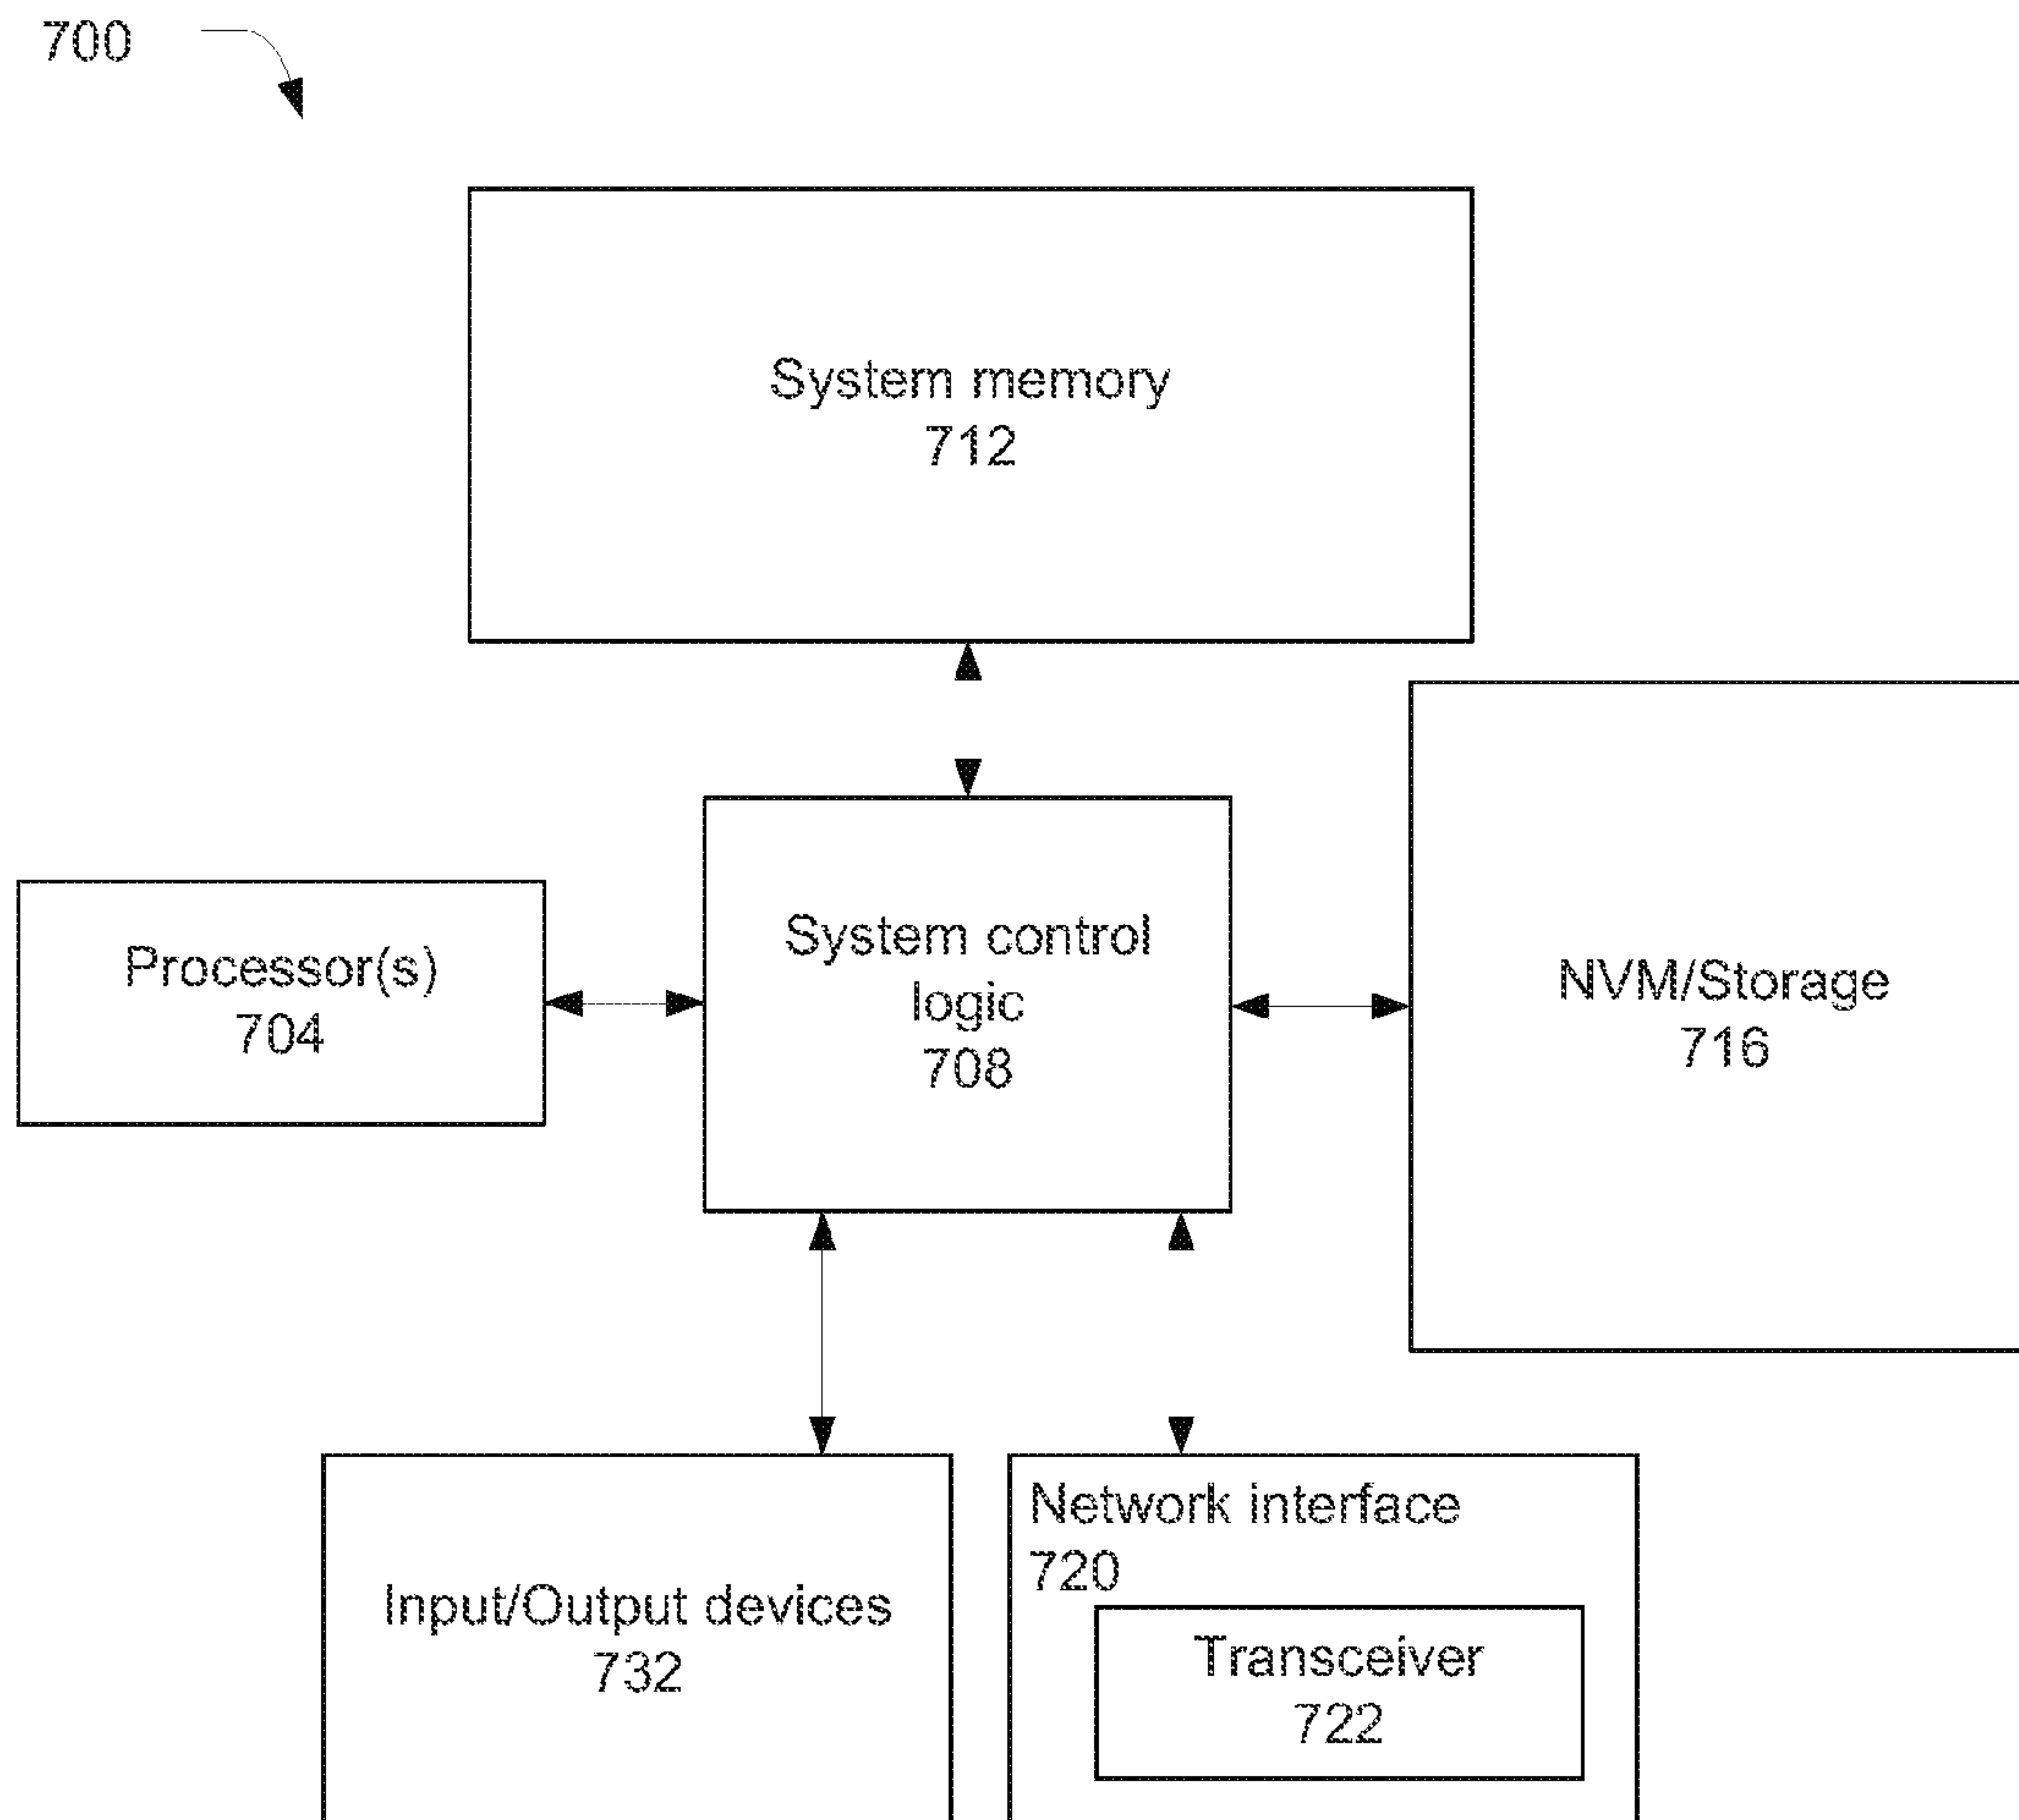 700
System memory
712
Processor(s)
704
System control
logic
708
NVM/Storage
716
Input/Output devices
732
Network interface
720
Transceiver
722